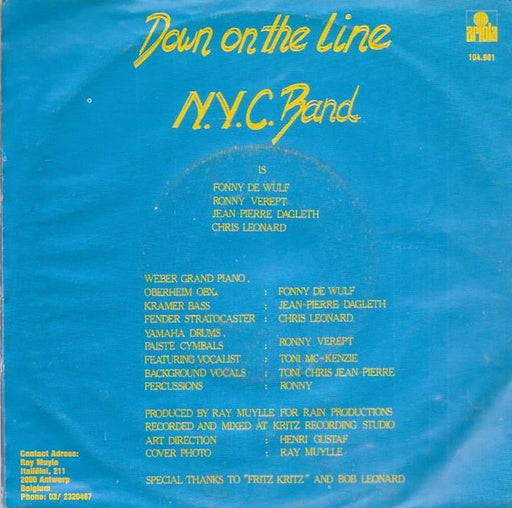 Down on the Line
ariola
104.681
N.Y.C. Band
IS
FONNY DE WULF
RONNY VEREPT
JEAN-PIERRE DAGLETH
CHRIS LEONARD
WEBER GRAND PIANO,
OBERHEIM OBX. : FONNY DE WULF
KRAMER BASS : JEAN-PIERRE DAGLETH
FENDER STRATOCASTER : CHRIS LEONARD
YAMAHA DRUMS,
PAISTE CYMBALS : RONNY VEREPT
FEATURING VOCALIST : TONI MC-KENZIE
BACKGROUND VOCALS : TONI CHRIS JEAN-PIERRE
PERCUSSIONS : RONNY
PRODUCED BY RAY MUYLLE FOR RAIN PRODUCTIONS
RECORDED AND MIXED AT KRITZ RECORDING STUDIO
ART DIRECTION : HENRI GUSTAF
COVER PHOTO : RAY MUYLLE
SPECIAL THANKS TO "FRITZ KRITZ" AND BOB LEONARD
Contact Adress:
Ray Muyle
Italiëlei, 211
2000 Antwerp
Belgium
Phone: 03/ 2320467